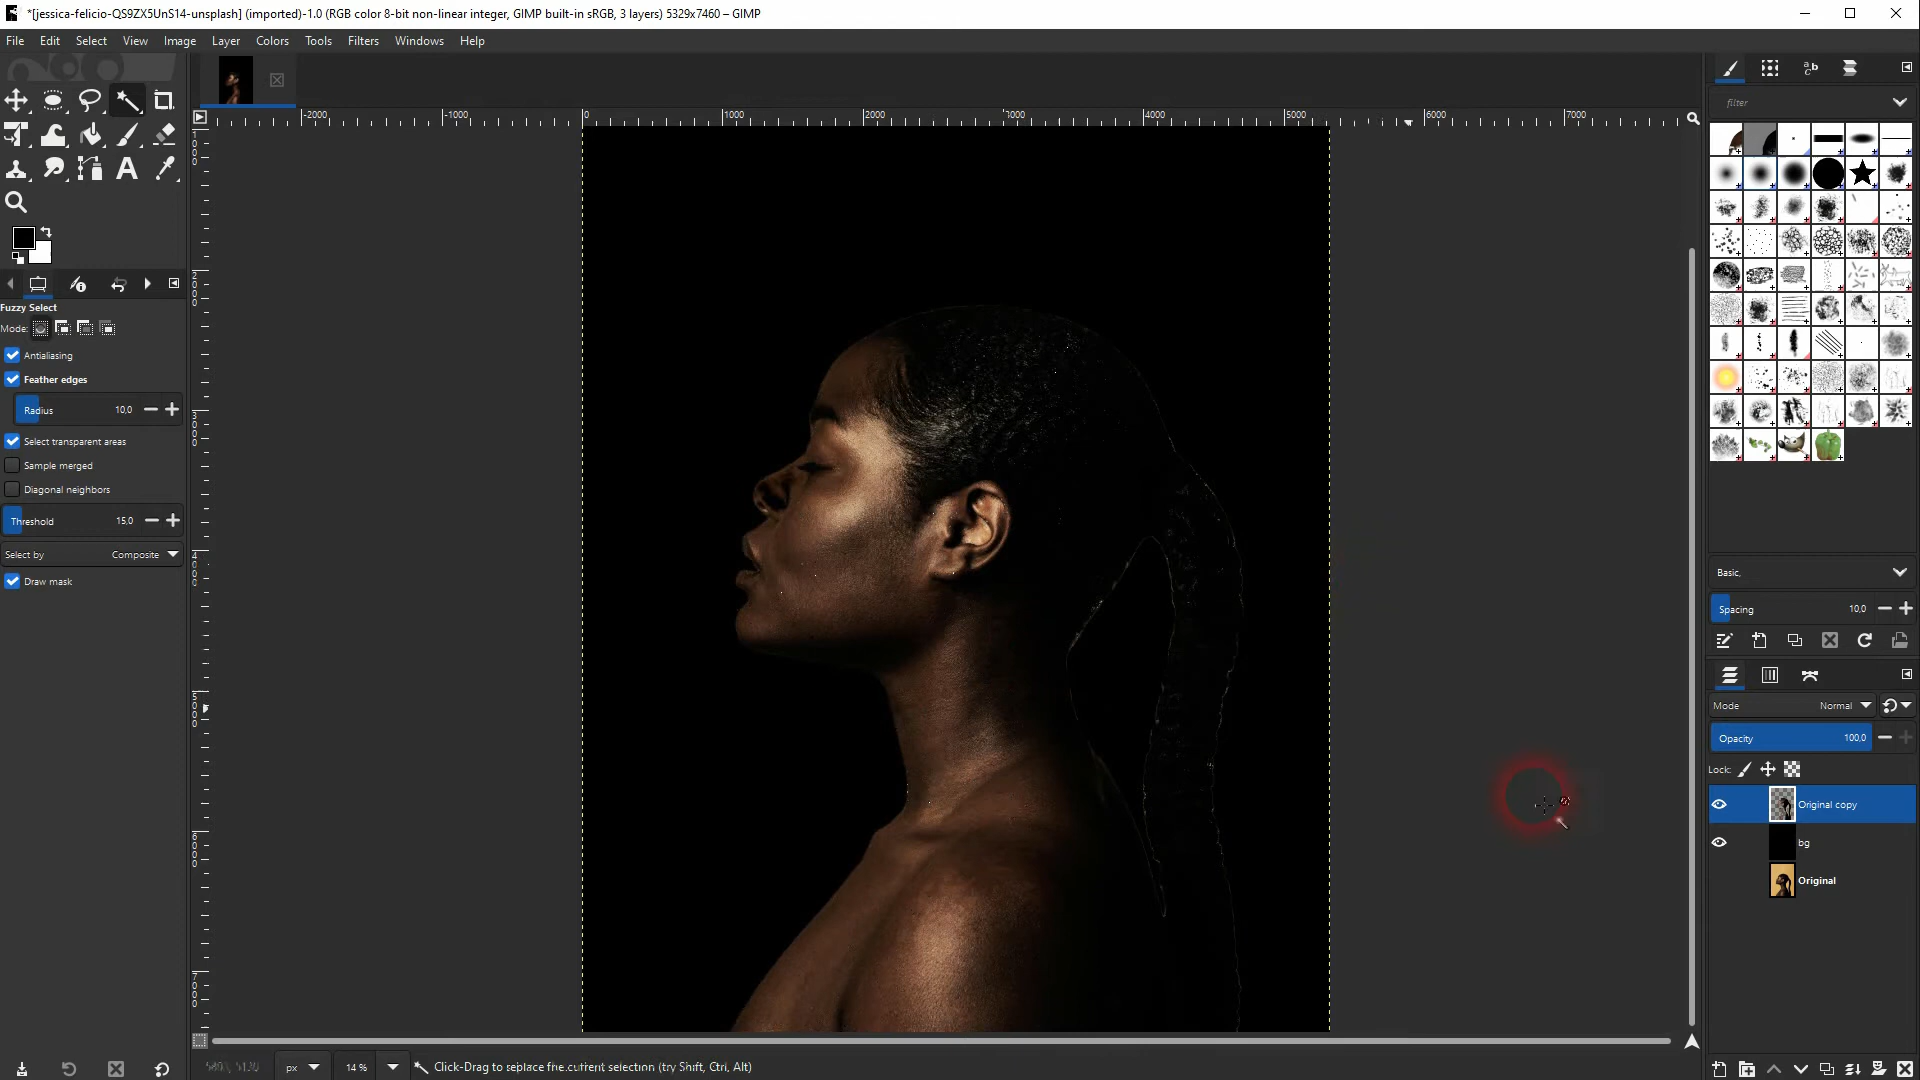 *[jessica-felicio-QS9ZX5UnS14-unsplash] (imported)-1.0 (RGB color 8-bit non-linear integer, GIMP built-in sRGB, 3 layers) 5329x7460 – GIMP
File Edit Select View Image Layer Colors Tools Filters Windows Help
-2000 -1000 0 1000 2000 3000 4000 5000 6000 7000
filter
Fuzzy Select
Mode:
Antialiasing
Feather edges
Radius 10,0
Select transparent areas
Sample merged
Diagonal neighbors
Threshold 15,0
Select by Composite
Draw mask
Basic,
Spacing 10,0
Mode Normal
Opacity 100,0
Lock:
Original copy
bg
Original
px 14 % Click-Drag to replace the current selection (try Shift, Ctrl, Alt)